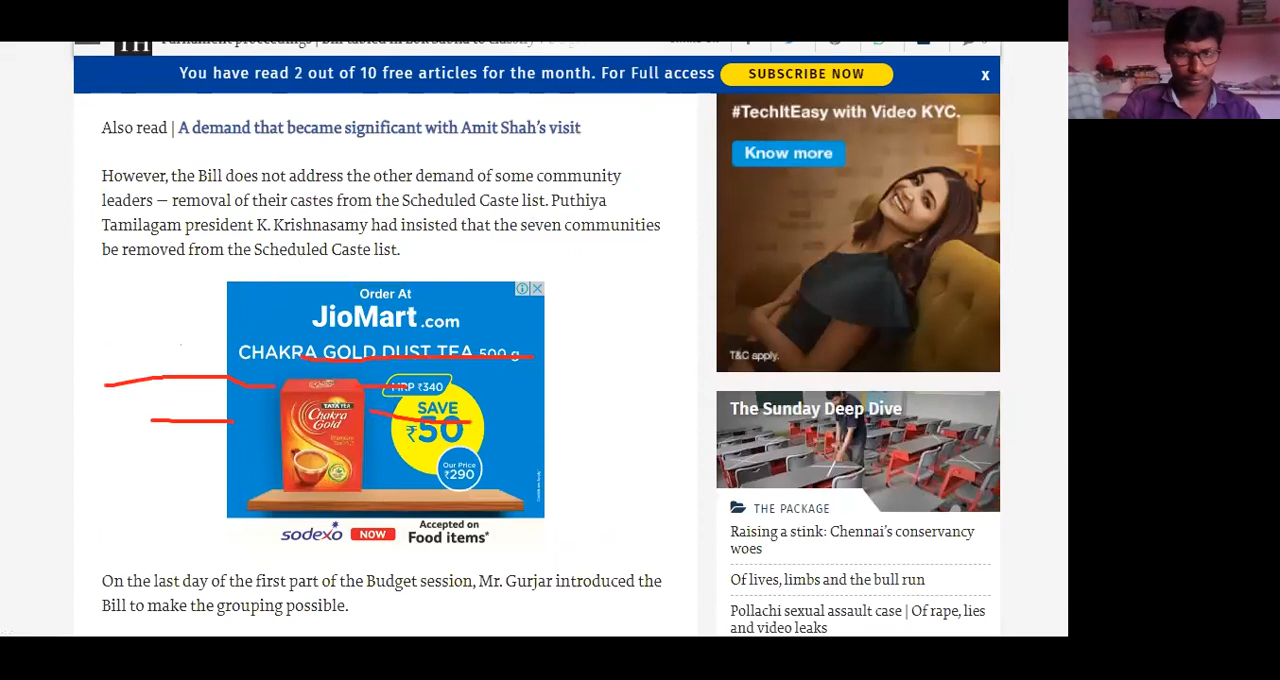 TH
You have read 2 out of 10 free articles for the month. For Full access
SUBSCRIBE NOW
X
Also read | A demand that became significant with Amit Shah's visit
However, the Bill does not address the other demand of some community
leaders — removal of their castes from the Scheduled Caste list. Puthiya
Tamilagam president K. Krishnasamy had insisted that the seven communities
be removed from the Scheduled Caste list.
Order At
JioMart.com
CHAKRA GOLD DUST TEA 500 g
MRP ₹340
SAVE
₹50
Our Price
₹290
TATA TEA
Chakra
Gold
sodexo NOW Accepted on
Food items*
On the last day of the first part of the Budget session, Mr. Gurjar introduced the
Bill to make the grouping possible.
#TechItEasy with Video KYC.
Know more
T&C apply.
The Sunday Deep Dive
THE PACKAGE
Raising a stink: Chennai's conservancy
woes
Of lives, limbs and the bull run
Pollachi sexual assault case | Of rape, lies
and video leaks